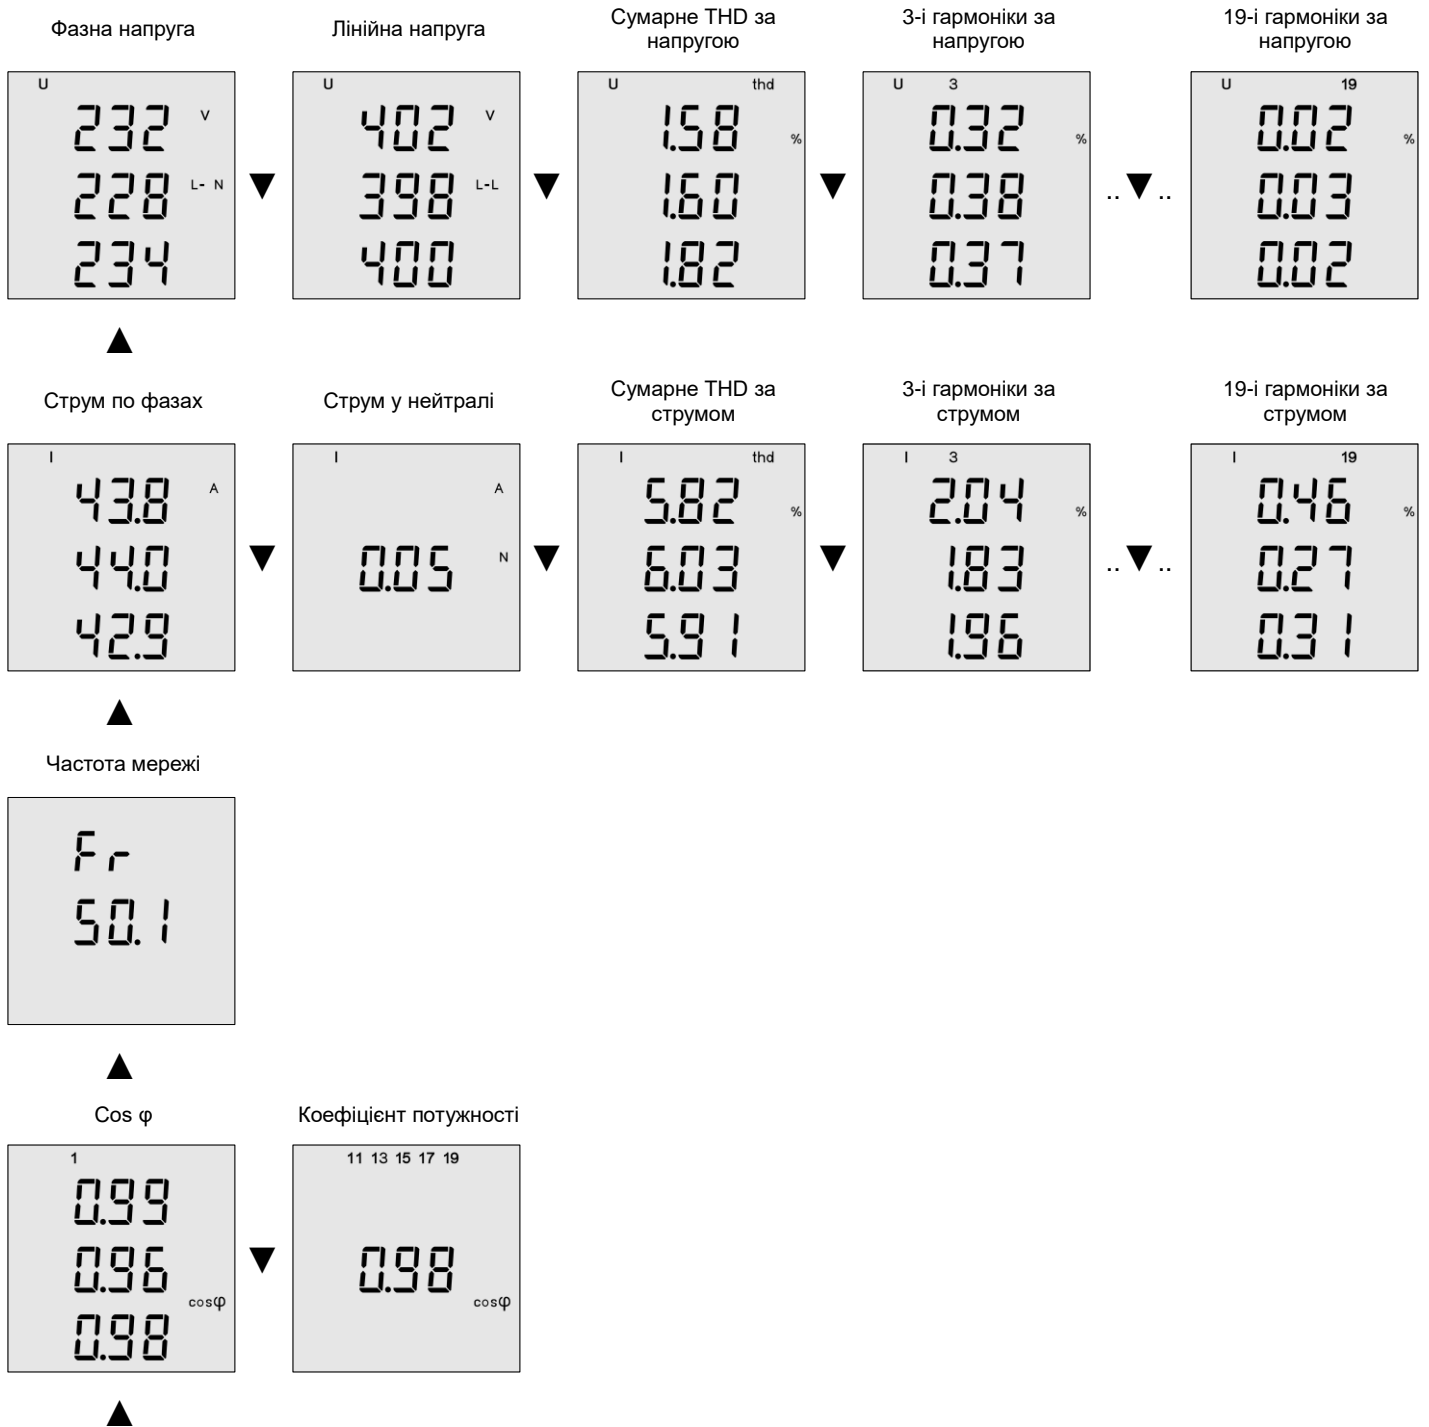 Фазна напруга
Лінійна напруга
Сумарне THD за
напругою
3-і гармоніки за
напругою
19-і гармоніки за
напругою
U
232 V
228 L- N
234
▼
U
402 V
398 L-L
400
▼
U thd
1.58 %
1.60
1.82
▼
U 3
0.32 %
0.38
0.37
.. ▼ ..
U 19
0.02 %
0.03
0.02
▲
Струм по фазах
Струм у нейтралі
Сумарне THD за
струмом
3-і гармоніки за
струмом
19-і гармоніки за
струмом
I
43.8 A
44.0
42.9
▼
I
A
0.05 N
▼
I thd
5.82 %
6.03
5.91
▼
I 3
2.04 %
1.83
1.96
.. ▼ ..
I 19
0.46 %
0.27
0.31
▲
Частота мережі
Fr
50.1
▲
Cos φ
Коефіцієнт потужності
1
0.99
0.96
cosφ
0.98
▼
11 13 15 17 19
0.98
cosφ
▲